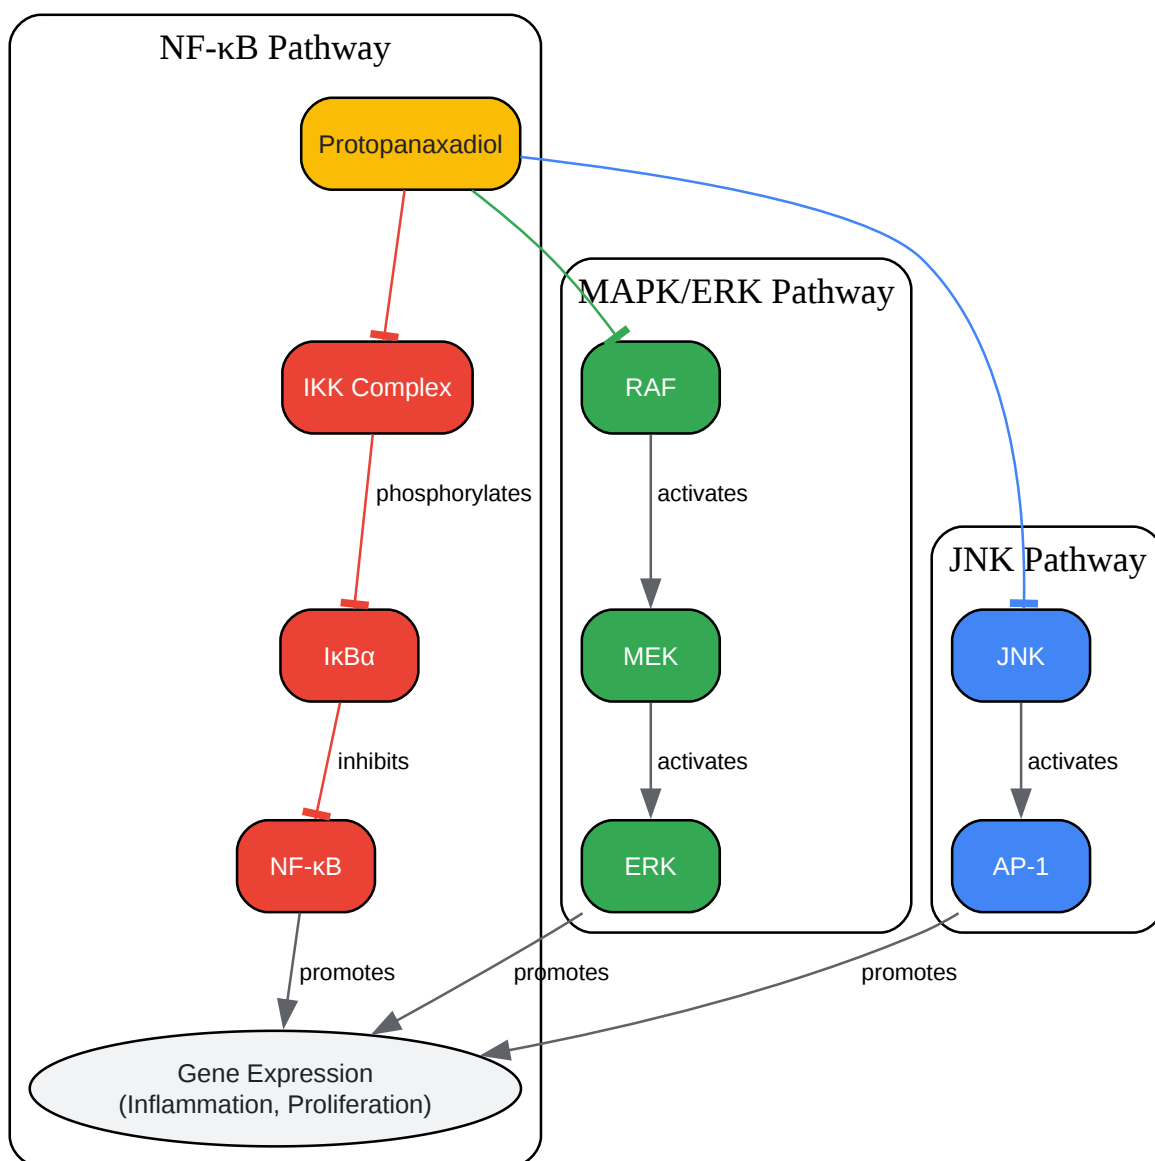 NF-κB Pathway
Protopanaxadiol
MAPK/ERK Pathway
IKK Complex
RAF
phosphorylates
activates
JNK Pathway
IκBα
MEK
JNK
inhibits
activates
activates
NF-κB
ERK
AP-1
promotes
promotes
promotes
Gene Expression
(Inflammation, Proliferation)